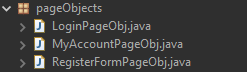 pageObjects
LoginPageObj.java
MyAccountPageObj.java
RegisterFormPageObj.java